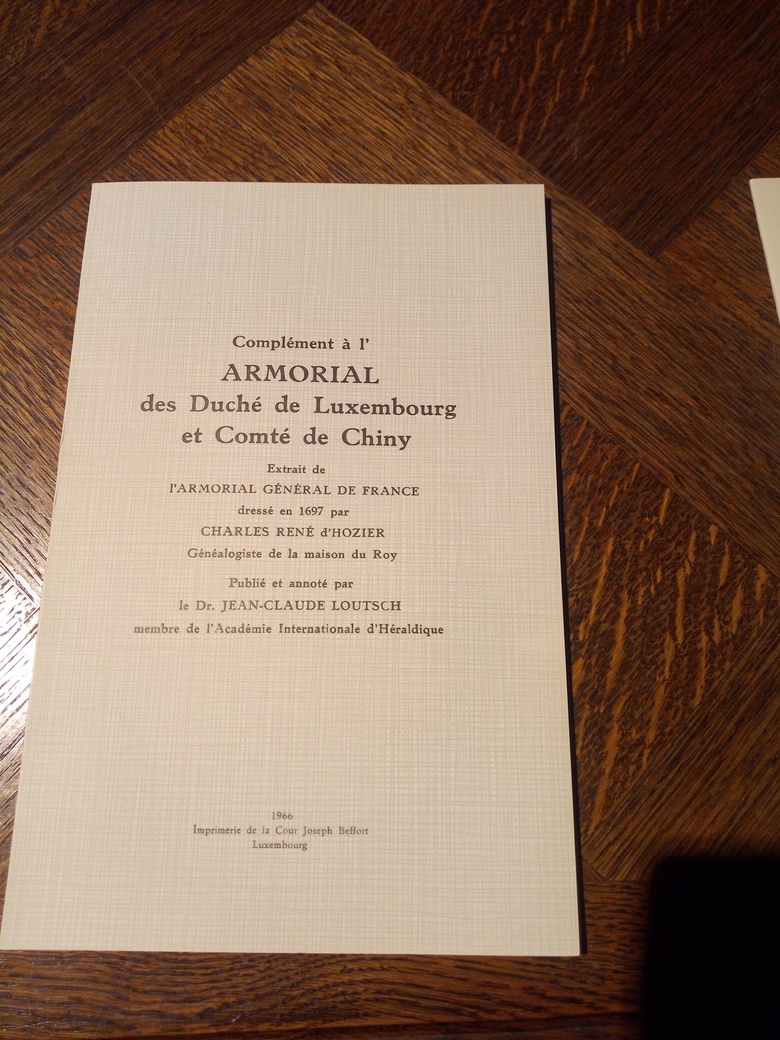 Complément à l'
ARMORIAL
des Duché de Luxembourg
et Comté de Chiny
Extrait de
l'ARMORIAL GÉNÉRAL DE FRANCE
dressé en 1697 par
CHARLES RENÉ d'HOZIER
Généalogiste de la maison du Roy
Publié et annoté par
le Dr. JEAN-CLAUDE LOUTSCH
membre de l'Académie Internationale d'Héraldique
1966
Imprimerie de la Cour Joseph Beffort
Luxembourg